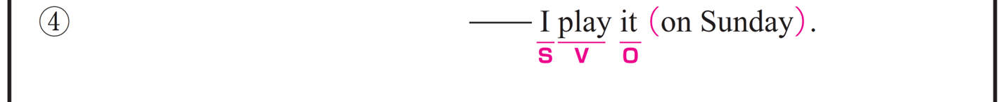 ④ —— I play it (on Sunday).
S V O